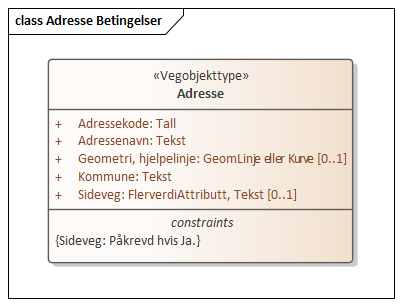 class Adresse Betingelser
«Vegobjekttype»
Adresse
+ Adressekode: Tall
+ Adressenavn: Tekst
+ Geometri, hjelpelinje: GeomLinje eller Kurve [0..1]
+ Kommune: Tekst
+ Sideveg: FlerverdiAttributt, Tekst [0..1]
constraints
{Sideveg: Påkrevd hvis Ja.}